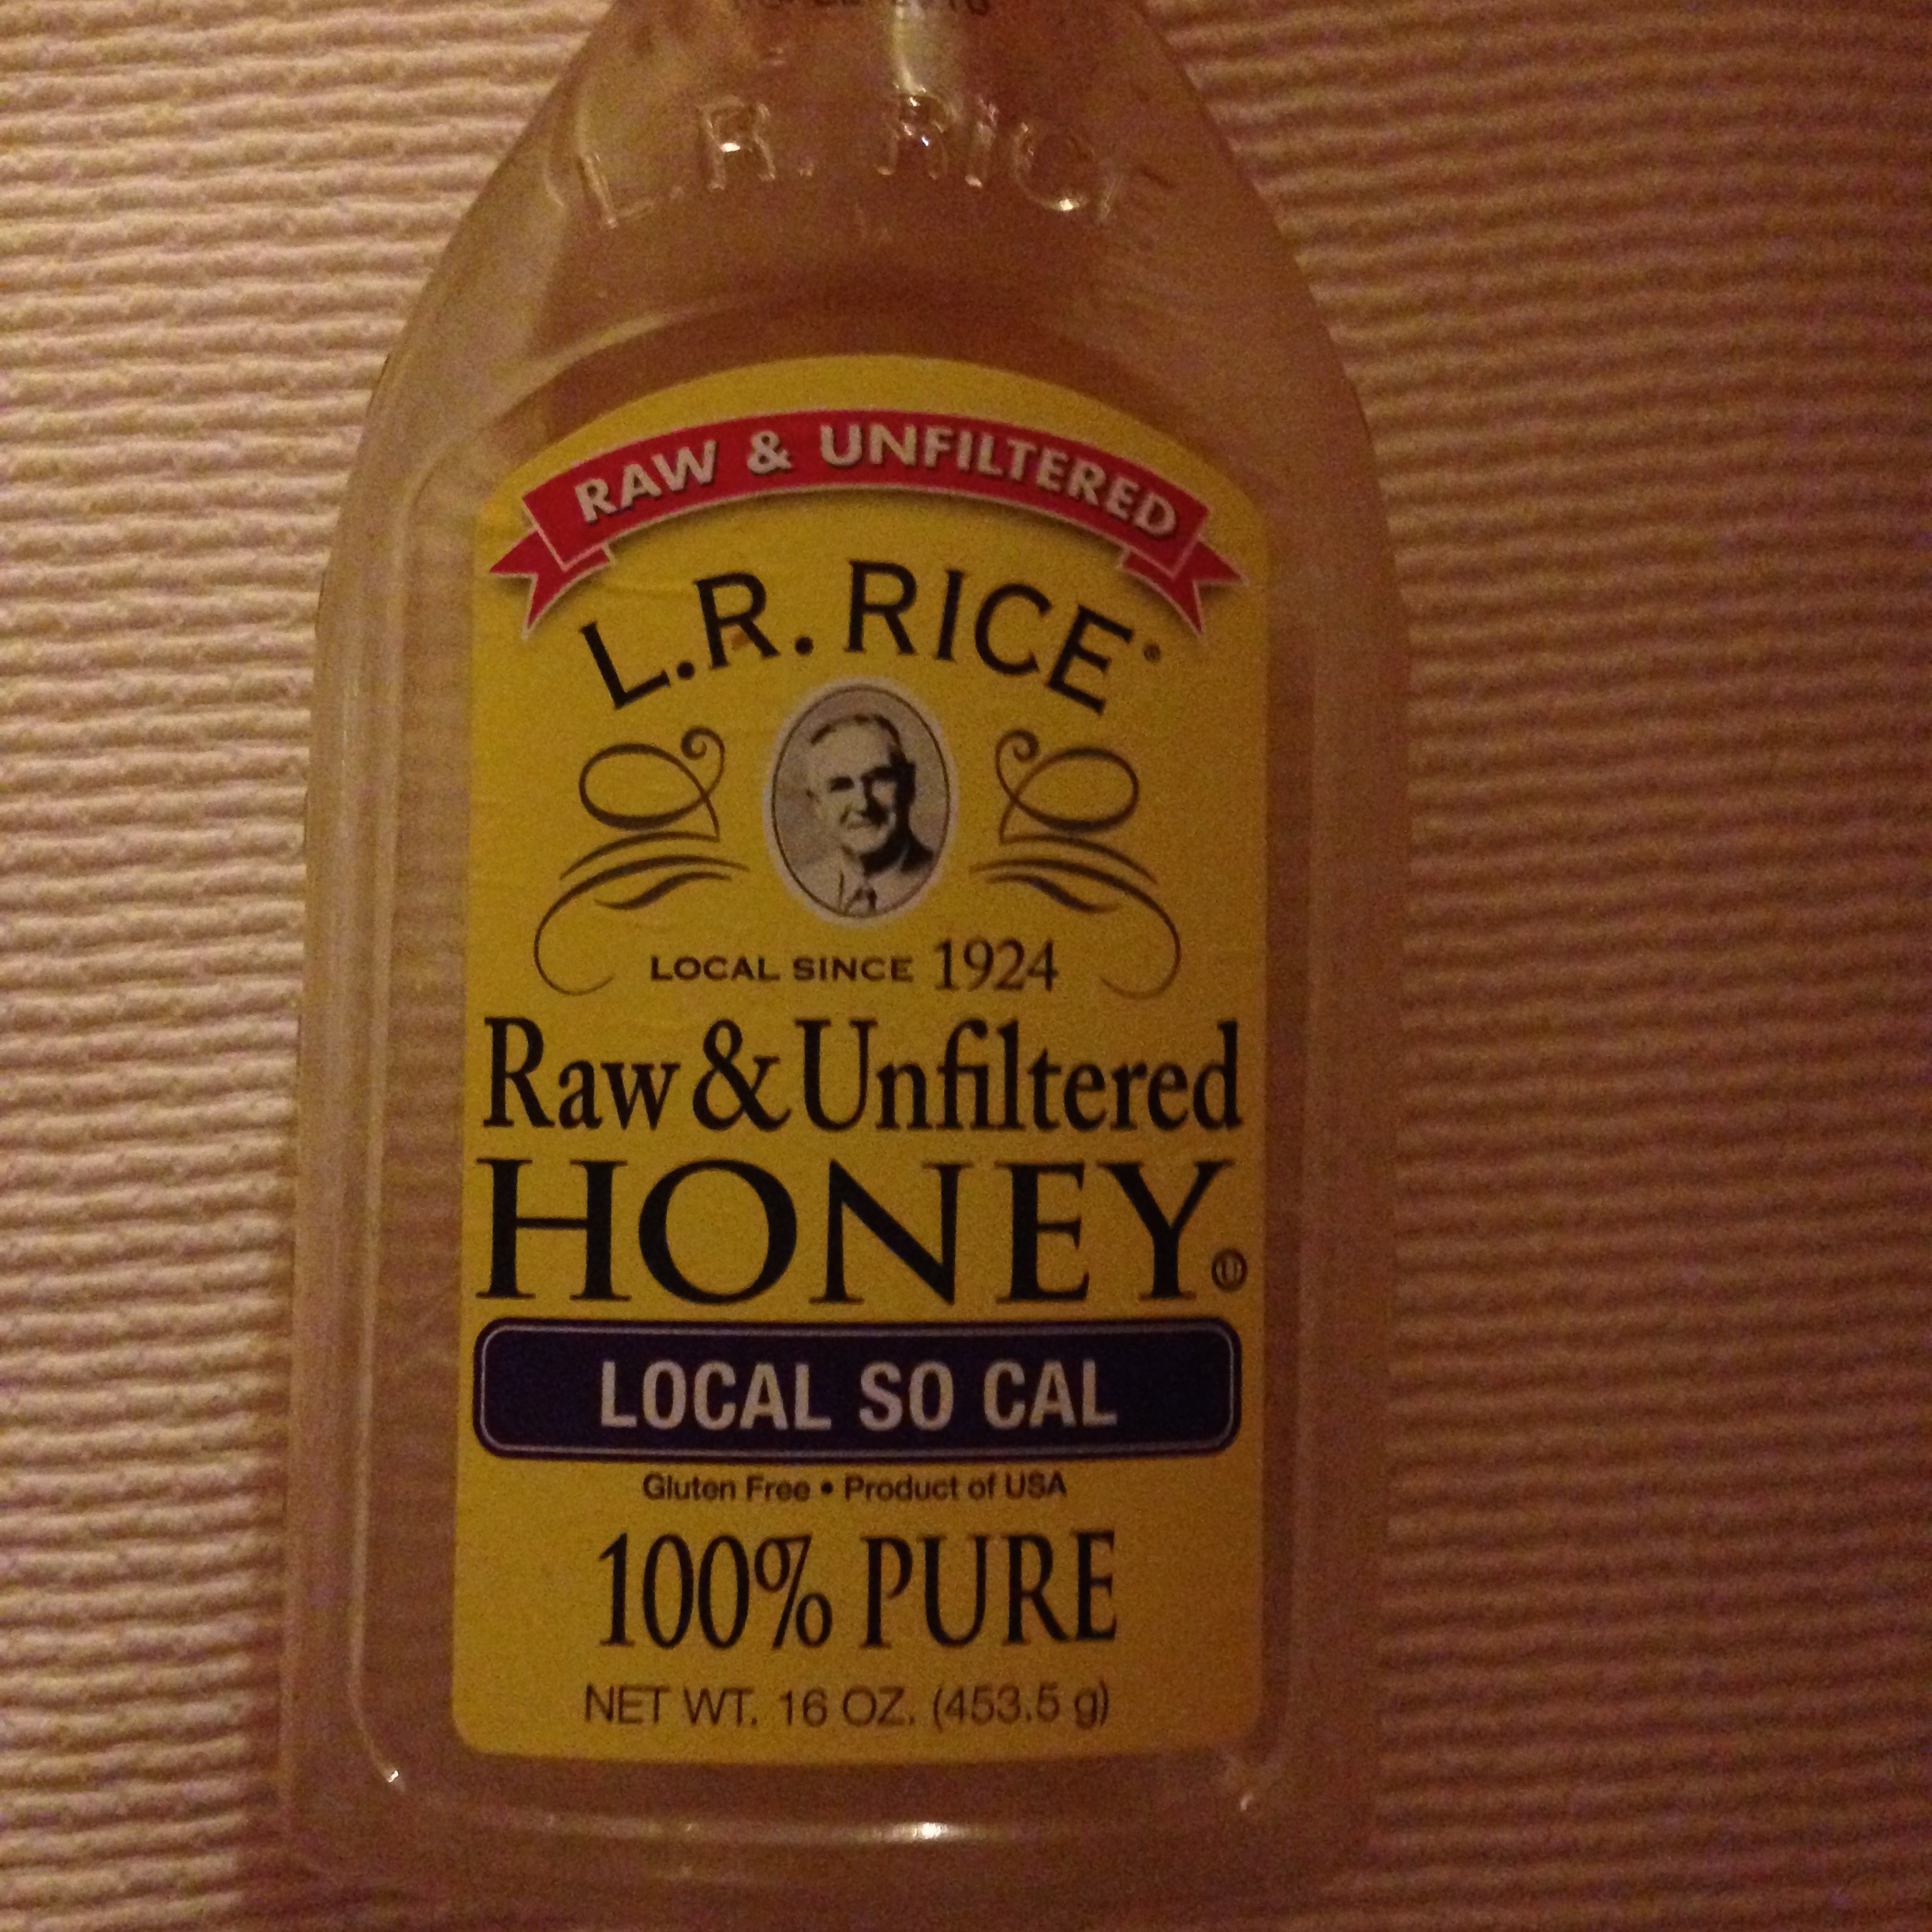 L.R. RICE
RAW & UNFILTERED
L.R. RICE®
LOCAL SINCE 1924
Raw & Unfiltered
HONEY Ⓤ
LOCAL SO CAL
Gluten Free • Product of USA
100% PURE
NET WT. 16 OZ. (453.5 g)